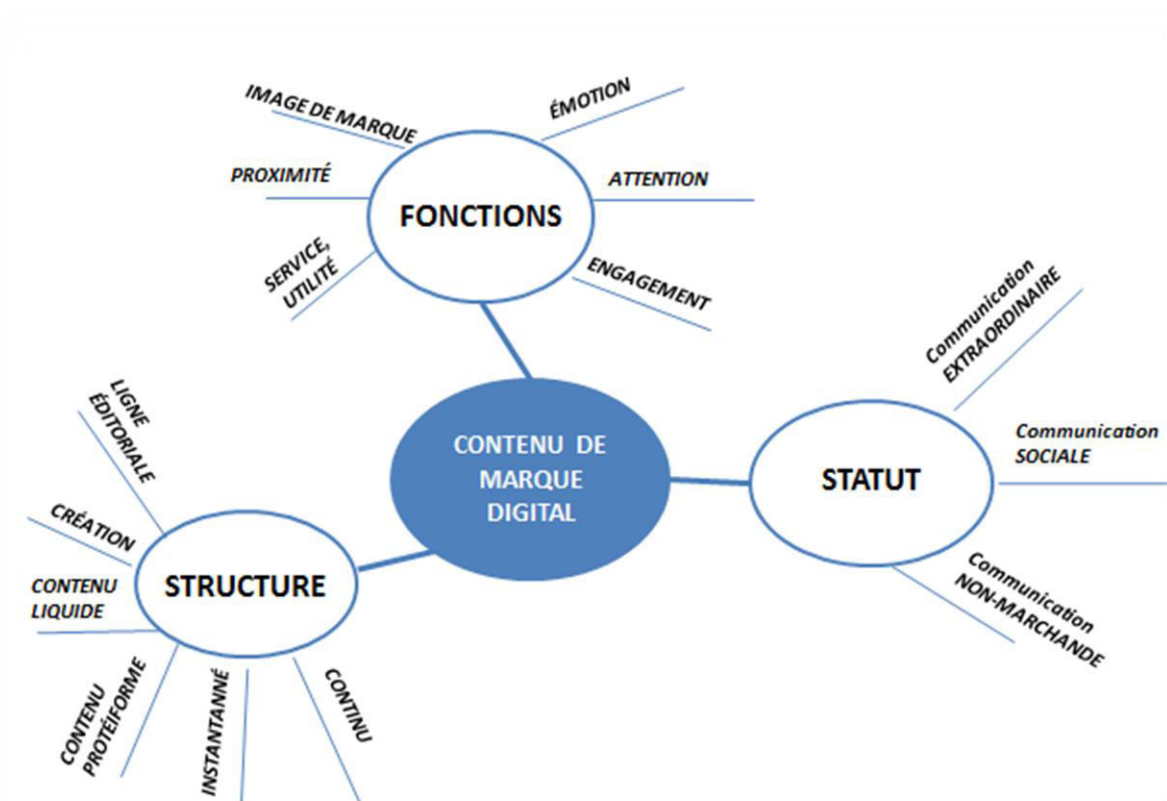 IMAGE DE MARQUE
ÉMOTION
PROXIMITÉ
ATTENTION
FONCTIONS
SERVICE,
UTILITÉ
ENGAGEMENT
Communication
EXTRAORDINAIRE
Communication
SOCIALE
STATUT
Communication
NON-MARCHANDE
CONTENU DE
MARQUE
DIGITAL
LIGNE
ÉDITORIALE
CRÉATION
CONTENU
LIQUIDE
STRUCTURE
CONTENU
PROTÉIFORME
INSTANTANNÉ
CONTINU